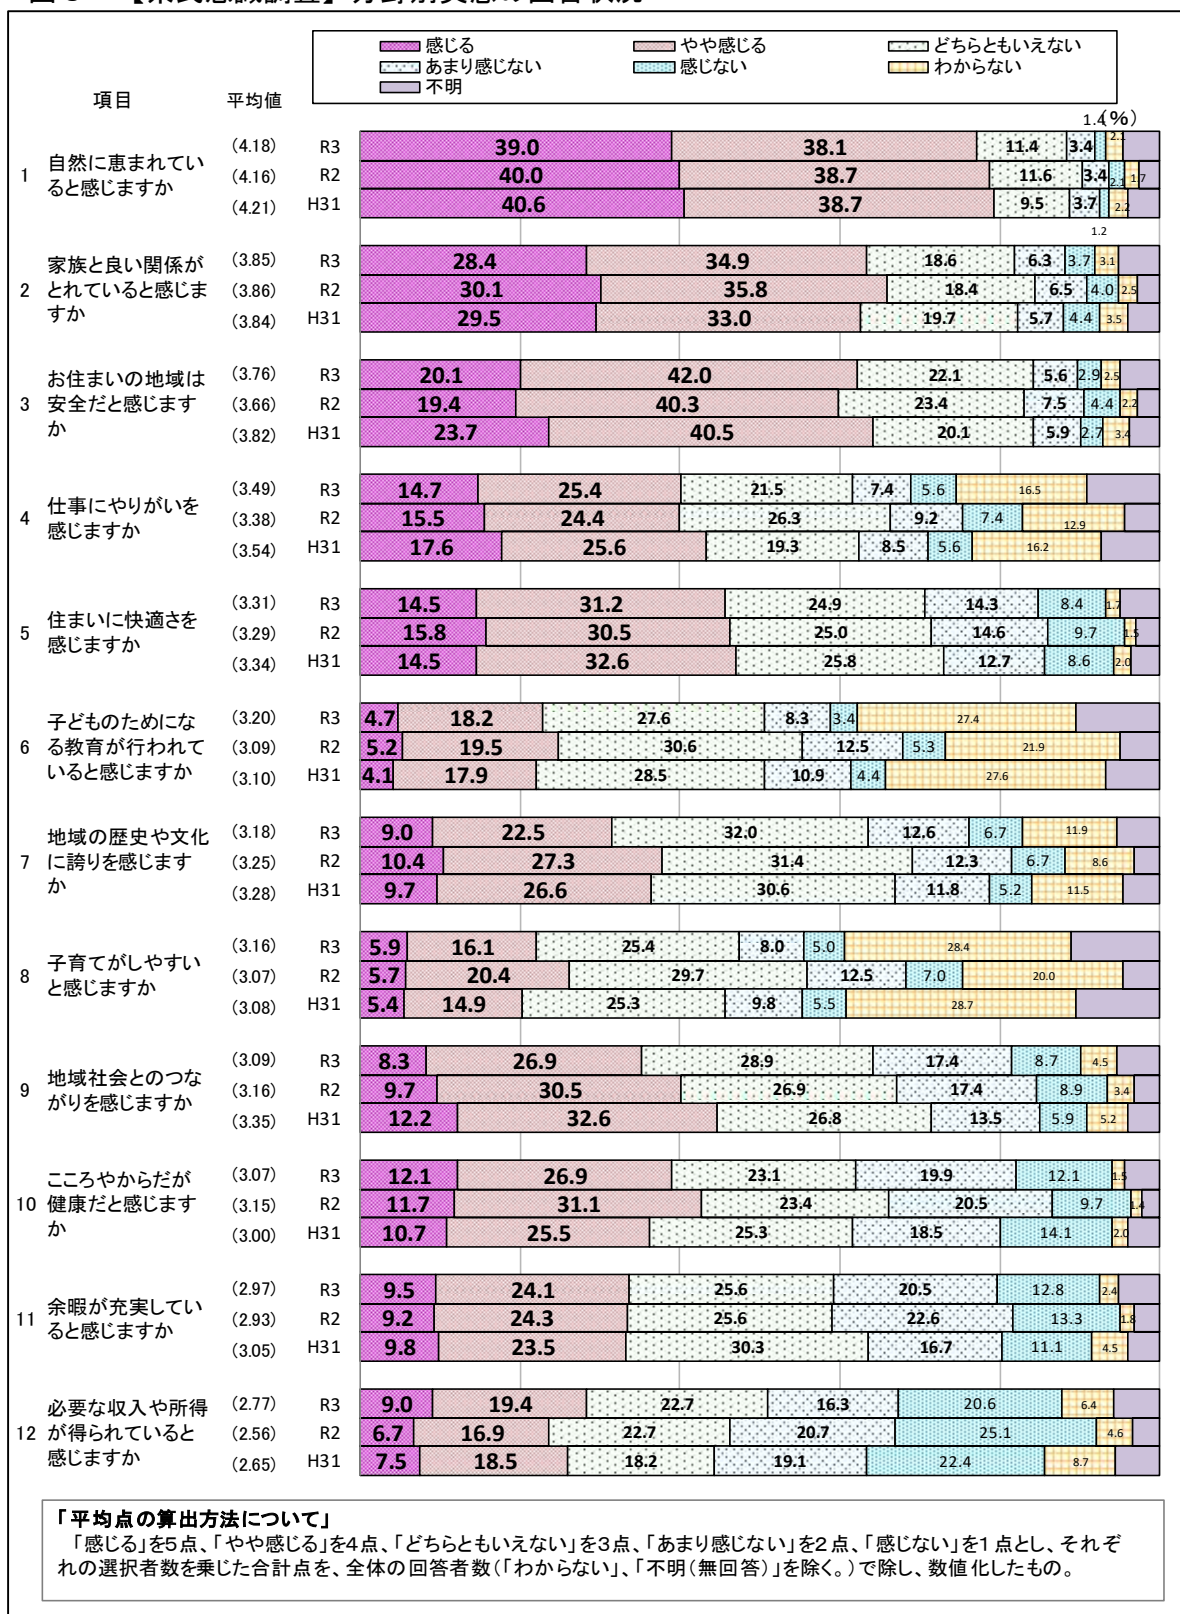 感じる
やや感じる
どちらともいえない
あまり感じない
感じない
わからない
不明
項目
平均値
(%)
1
自然に恵まれてい
ると感じますか
(4.18) R3 39.0 38.1 11.4 3.4 1.4 2.1
(4.16) R2 40.0 38.7 11.6 3.4 2.1 1.7
(4.21) H31 40.6 38.7 9.5 3.7 1.2 2.2
2
家族と良い関係が
とれていると感じま
すか
(3.85) R3 28.4 34.9 18.6 6.3 3.7 3.1
(3.86) R2 30.1 35.8 18.4 6.5 4.0 2.5
(3.84) H31 29.5 33.0 19.7 5.7 4.4 3.5
3
お住まいの地域は
安全だと感じます
か
(3.76) R3 20.1 42.0 22.1 5.6 2.9 2.5
(3.66) R2 19.4 40.3 23.4 7.5 4.4 2.2
(3.82) H31 23.7 40.5 20.1 5.9 2.7 3.4
4
仕事にやりがいを
感じますか
(3.49) R3 14.7 25.4 21.5 7.4 5.6 16.5
(3.38) R2 15.5 24.4 26.3 9.2 7.4 12.9
(3.54) H31 17.6 25.6 19.3 8.5 5.6 16.2
5
住まいに快適さを
感じますか
(3.31) R3 14.5 31.2 24.9 14.3 8.4 1.7
(3.29) R2 15.8 30.5 25.0 14.6 9.7 1.5
(3.34) H31 14.5 32.6 25.8 12.7 8.6 2.0
6
子どものためにな
る教育が行われて
いると感じますか
(3.20) R3 4.7 18.2 27.6 8.3 3.4 27.4
(3.09) R2 5.2 19.5 30.6 12.5 5.3 21.9
(3.10) H31 4.1 17.9 28.5 10.9 4.4 27.6
7
地域の歴史や文化
に誇りを感じます
か
(3.18) R3 9.0 22.5 32.0 12.6 6.7 11.9
(3.25) R2 10.4 27.3 31.4 12.3 6.7 8.6
(3.28) H31 9.7 26.6 30.6 11.8 5.2 11.5
8
子育てがしやすい
と感じますか
(3.16) R3 5.9 16.1 25.4 8.0 5.0 28.4
(3.07) R2 5.7 20.4 29.7 12.5 7.0 20.0
(3.08) H31 5.4 14.9 25.3 9.8 5.5 28.7
9
地域社会とのつな
がりを感じますか
(3.09) R3 8.3 26.9 28.9 17.4 8.7 4.5
(3.16) R2 9.7 30.5 26.9 17.4 8.9 3.4
(3.35) H31 12.2 32.6 26.8 13.5 5.9 5.2
10
こころやからだが
健康だと感じます
か
(3.07) R3 12.1 26.9 23.1 19.9 12.1 1.5
(3.15) R2 11.7 31.1 23.4 20.5 9.7 1.4
(3.00) H31 10.7 25.5 25.3 18.5 14.1 2.0
11
余暇が充実してい
ると感じますか
(2.97) R3 9.5 24.1 25.6 20.5 12.8 2.4
(2.93) R2 9.2 24.3 25.6 22.6 13.3 1.8
(3.05) H31 9.8 23.5 30.3 16.7 11.1 4.5
12
必要な収入や所得
が得られていると
感じますか
(2.77) R3 9.0 19.4 22.7 16.3 20.6 6.4
(2.56) R2 6.7 16.9 22.7 20.7 25.1 4.6
(2.65) H31 7.5 18.5 18.2 19.1 22.4 8.7
「平均点の算出方法について」
「感じる」を5点、「やや感じる」を4点、「どちらともいえない」を3点、「あまり感じない」を2点、「感じない」を1点とし、それぞ
れの選択者数を乗じた合計点を、全体の回答者数(「わからない」、「不明(無回答)」を除く。)で除し、数値化したもの。